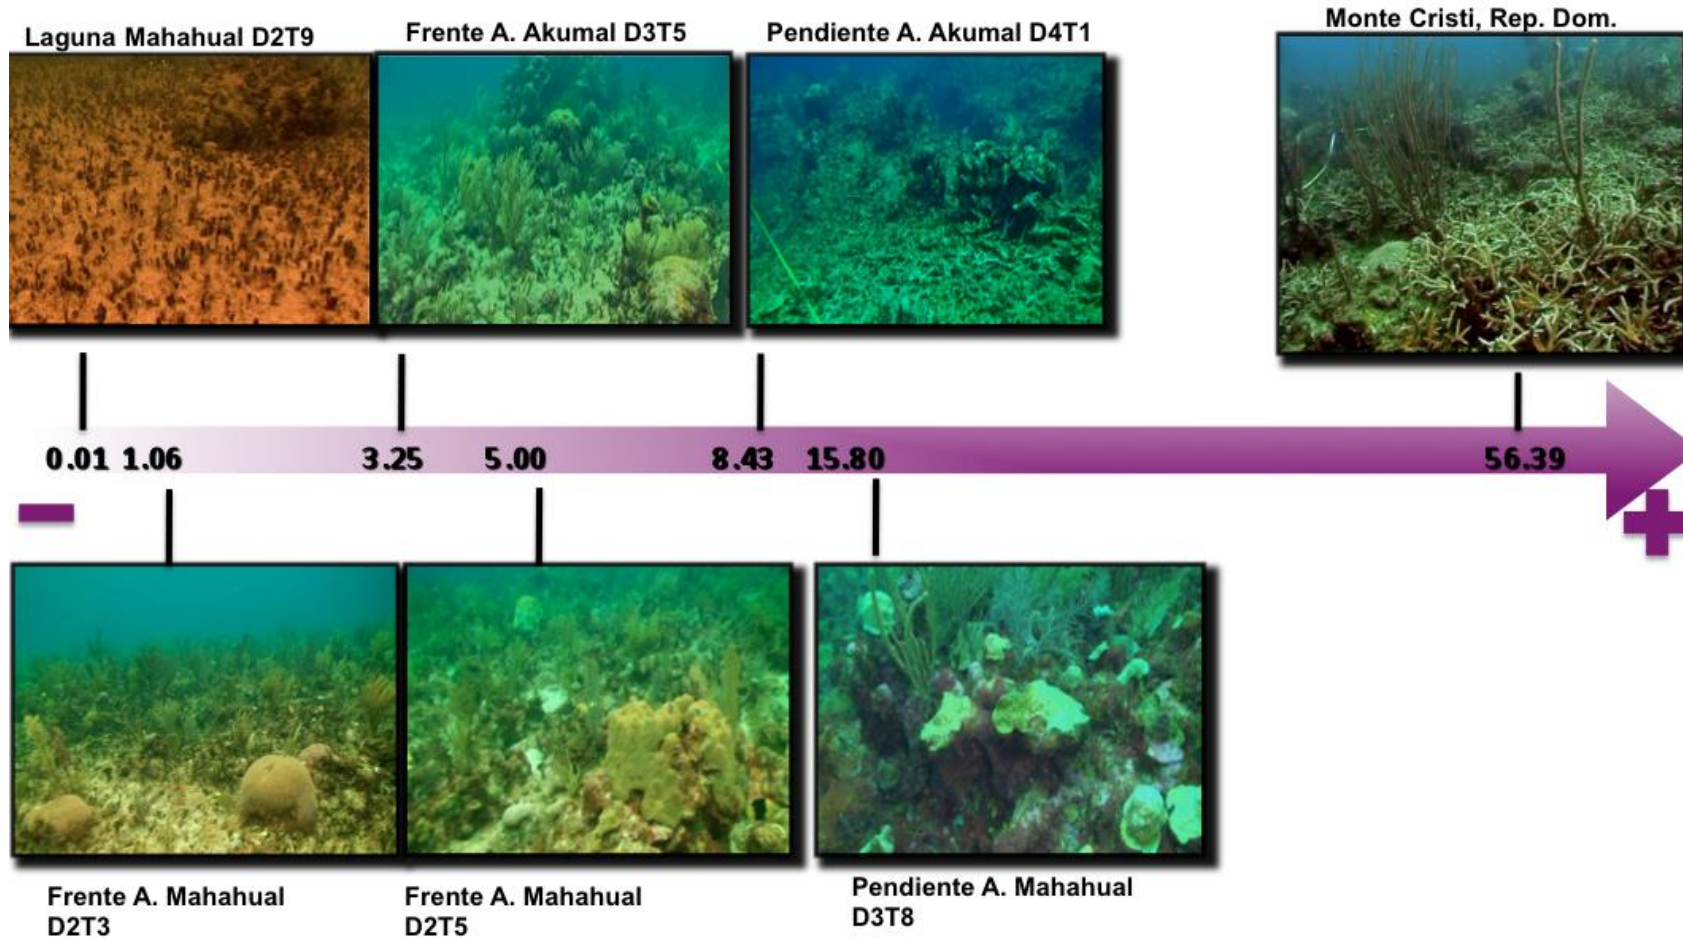 Laguna Mahahual D2T9
Frente A. Akumal D3T5
Pendiente A. Akumal D4T1
Monte Cristi, Rep. Dom.
0.01 1.06 3.25 5.00 8.43 15.80 56.39
Frente A. Mahahual
D2T3
Frente A. Mahahual
D2T5
Pendiente A. Mahahual
D3T8